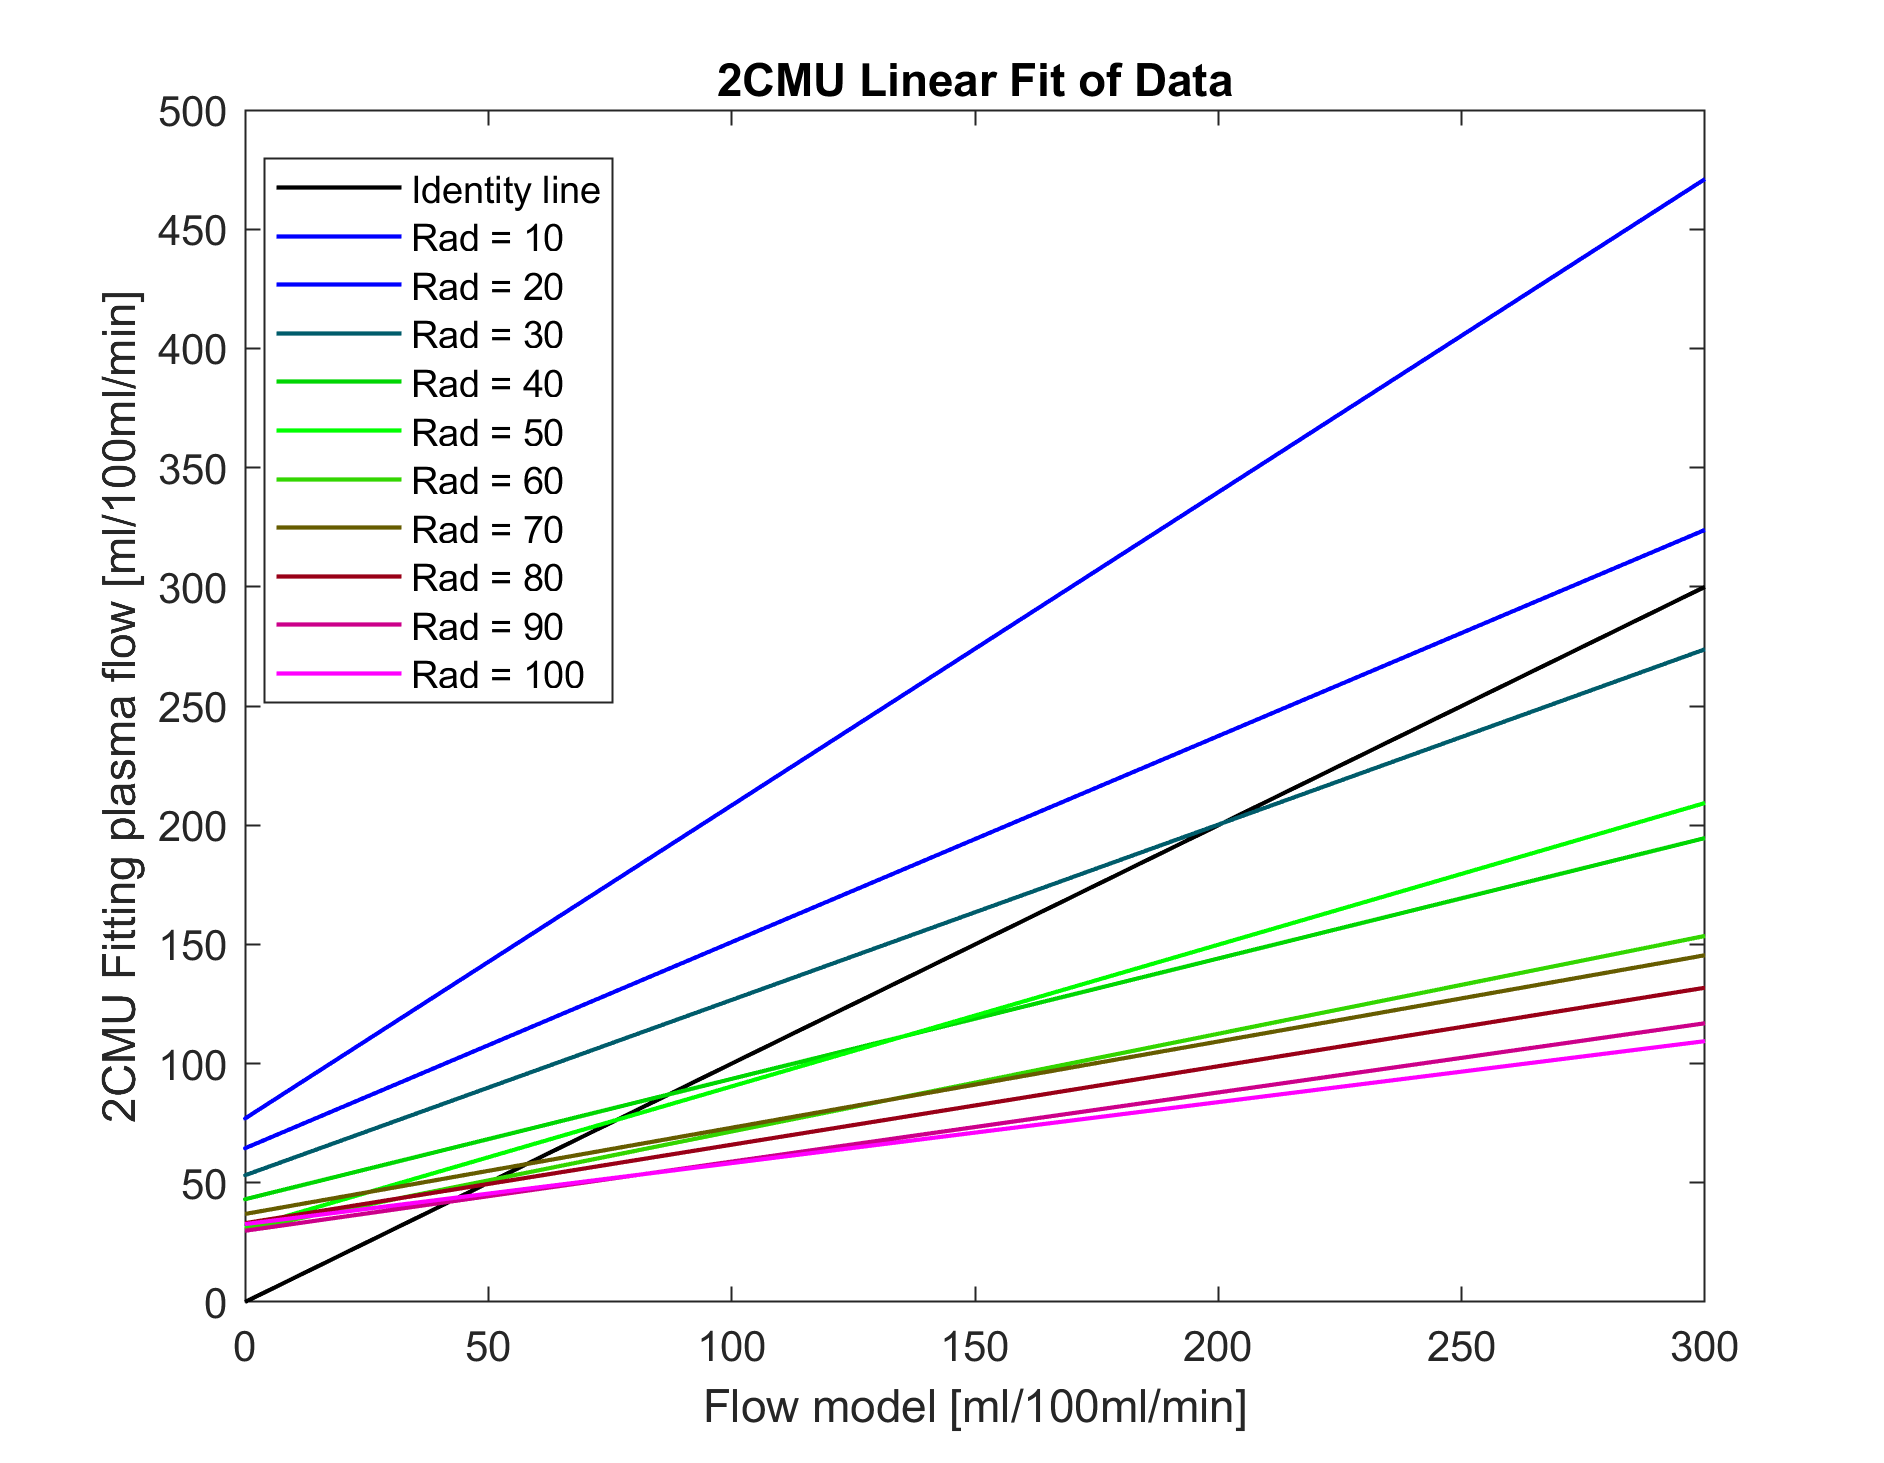 2CMU Linear Fit of Data
500
450
400
350
300
250
200
150
100
50
0
2CMU Fitting plasma flow [ml/100ml/min]
Identity line
Rad = 10
Rad = 20
Rad = 30
Rad = 40
Rad = 50
Rad = 60
Rad = 70
Rad = 80
Rad = 90
Rad = 100
0 50 100 150 200 250 300
Flow model [ml/100ml/min]